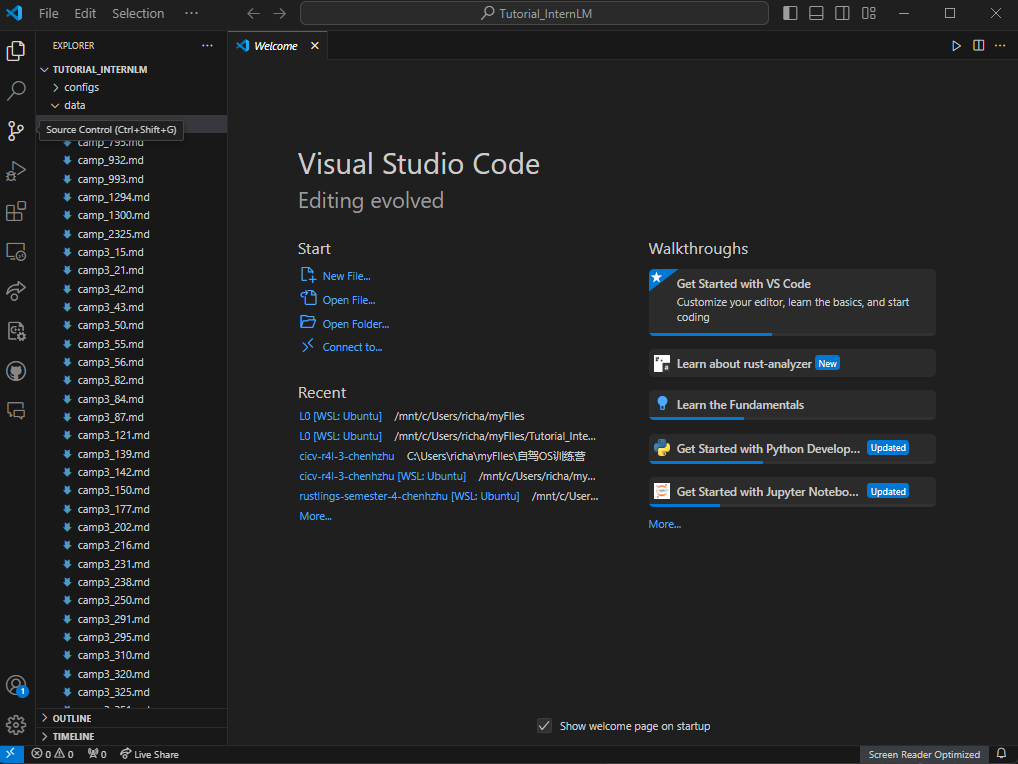 File Edit Selection ··· Tutorial_InternLM
EXPLORER ···
Welcome
TUTORIAL_INTERNLM
configs
data
Source Control (Ctrl+Shift+G)
camp_795.md
camp_932.md
camp_993.md
camp_1294.md
camp_1300.md
camp_2325.md
camp3_15.md
camp3_21.md
camp3_42.md
camp3_43.md
camp3_50.md
camp3_55.md
camp3_56.md
camp3_82.md
camp3_84.md
camp3_87.md
camp3_121.md
camp3_139.md
camp3_142.md
camp3_150.md
camp3_177.md
camp3_202.md
camp3_216.md
camp3_231.md
camp3_238.md
camp3_250.md
camp3_291.md
camp3_295.md
camp3_310.md
camp3_320.md
camp3_325.md
OUTLINE
TIMELINE
Visual Studio Code
Editing evolved
Start
New File...
Open File...
Open Folder...
Connect to...
Recent
L0 [WSL: Ubuntu] /mnt/c/Users/richa/myFIles
L0 [WSL: Ubuntu] /mnt/c/Users/richa/myFIles/Tutorial_Inte...
cicv-r4l-3-chenhzhu C:\Users\richa\myFIles\自驾OS训练营
cicv-r4l-3-chenhzhu [WSL: Ubuntu] /mnt/c/Users/richa/my...
rustlings-semester-4-chenhzhu [WSL: Ubuntu] /mnt/c/User...
More...
Walkthroughs
Get Started with VS Code
Customize your editor, learn the basics, and start
coding
Learn about rust-analyzer New
Learn the Fundamentals
Get Started with Python Develop... Updated
Get Started with Jupyter Notebo... Updated
More...
Show welcome page on startup
1
0 0 0 Live Share
Screen Reader Optimized